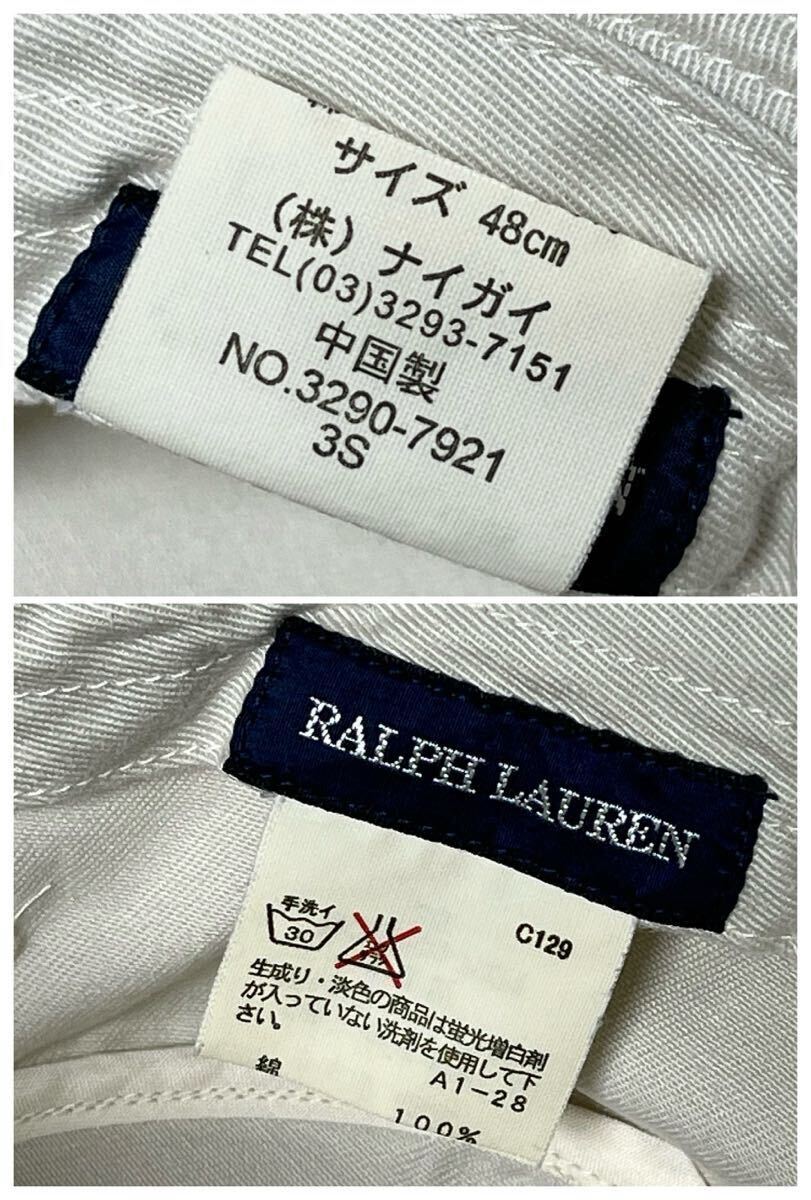 サイズ 48cm
(株) ナイガイ
TEL(03)3293-7151
中国製
NO.3290-7921
3S
RALPH LAUREN
手洗イ
30
C129
生成り・淡色の商品は蛍光増白剤
が入っていない洗剤を使用して下
さい。
A1-28
綿
100%